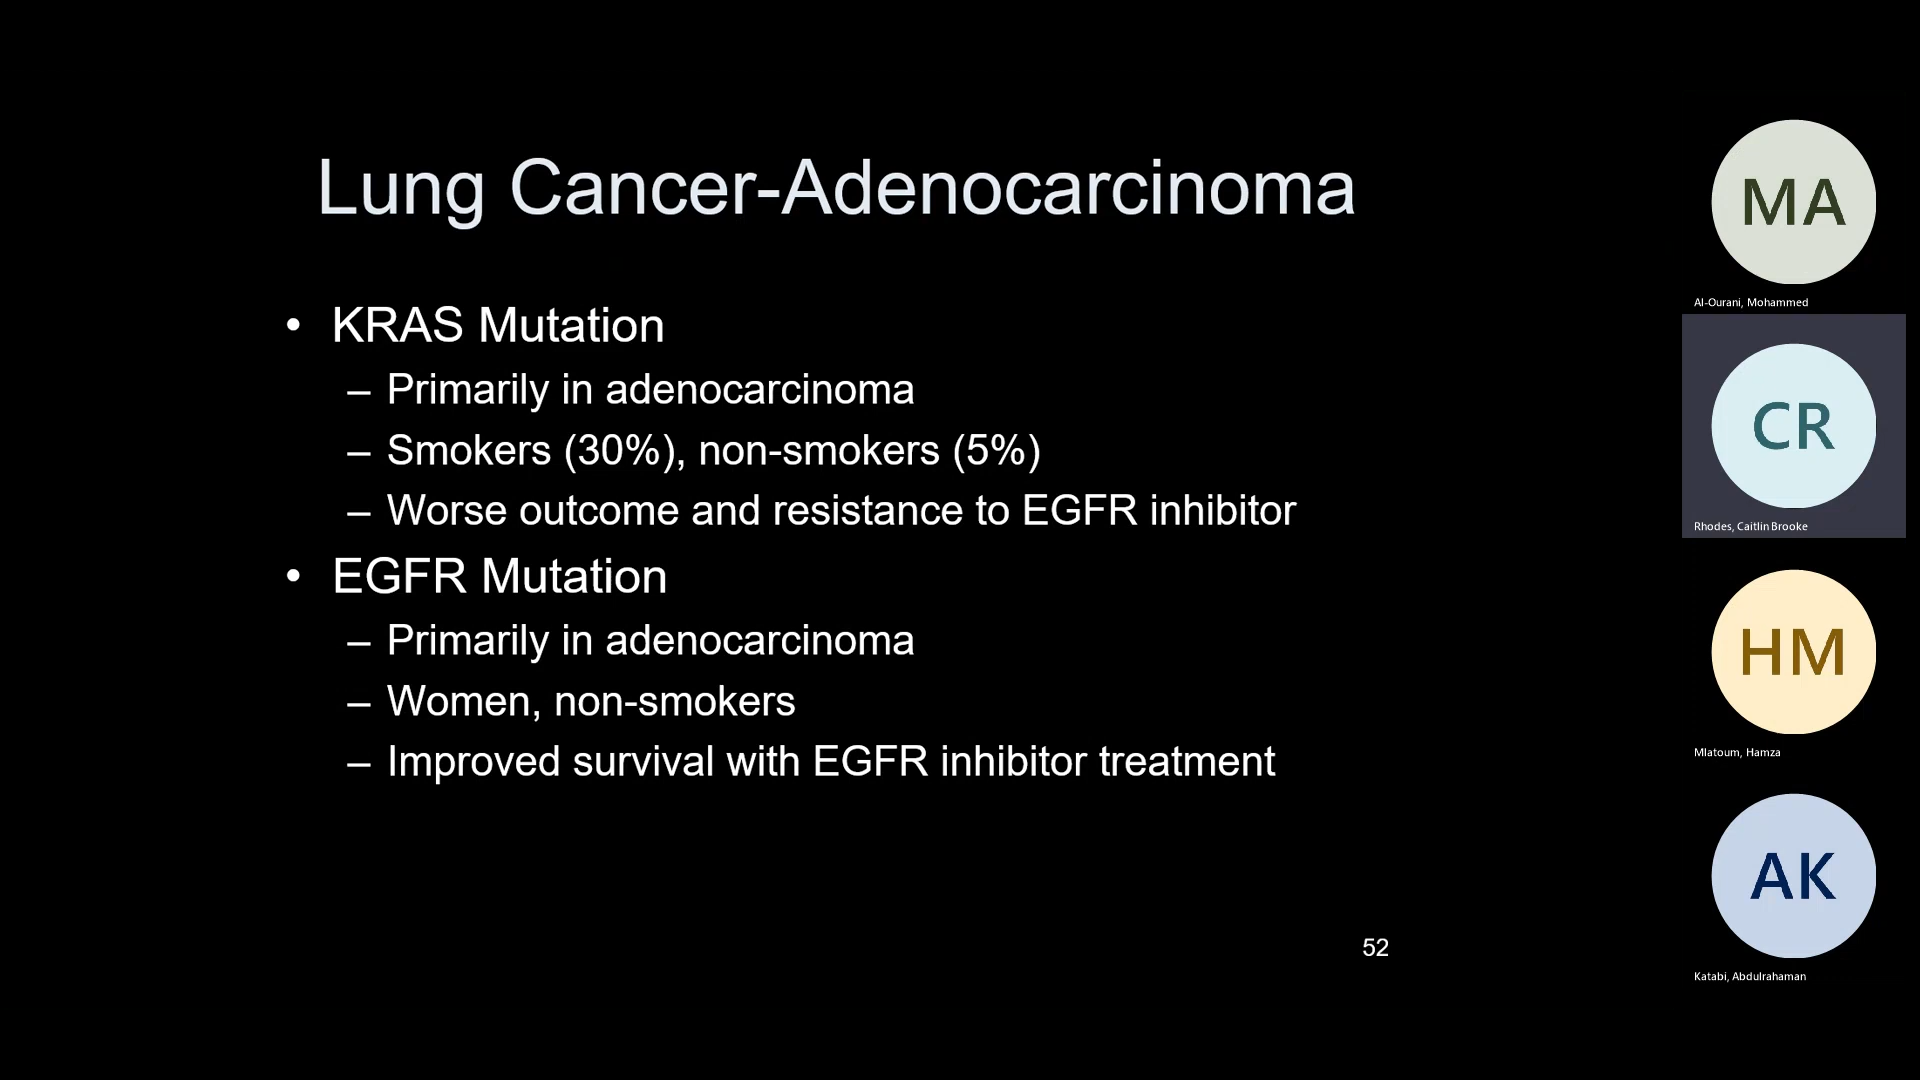 Lung Cancer-Adenocarcinoma
• KRAS Mutation
– Primarily in adenocarcinoma
– Smokers (30%), non-smokers (5%)
– Worse outcome and resistance to EGFR inhibitor
• EGFR Mutation
– Primarily in adenocarcinoma
– Women, non-smokers
– Improved survival with EGFR inhibitor treatment
52
MA
Al-Ourani, Mohammed
CR
Rhodes, Caitlin Brooke
HM
Mlatoum, Hamza
AK
Katabi, Abdulrahaman